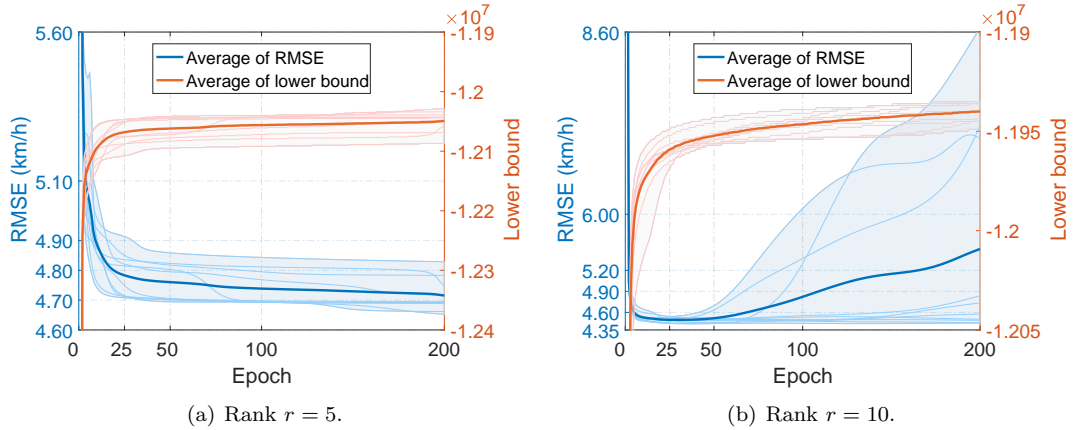 ×10⁷
5.60
5.10
4.90
4.80
4.70
4.60
RMSE (km/h)
Average of RMSE
Average of lower bound
-1.19
-1.2
-1.21
-1.22
-1.23
-1.24
Lower bound
0 25 50 100 200
Epoch
(a) Rank r = 5.
×10⁷
8.60
6.00
5.20
4.90
4.60
4.35
RMSE (km/h)
Average of RMSE
Average of lower bound
-1.19
-1.195
-1.2
-1.205
Lower bound
0 25 50 100 200
Epoch
(b) Rank r = 10.